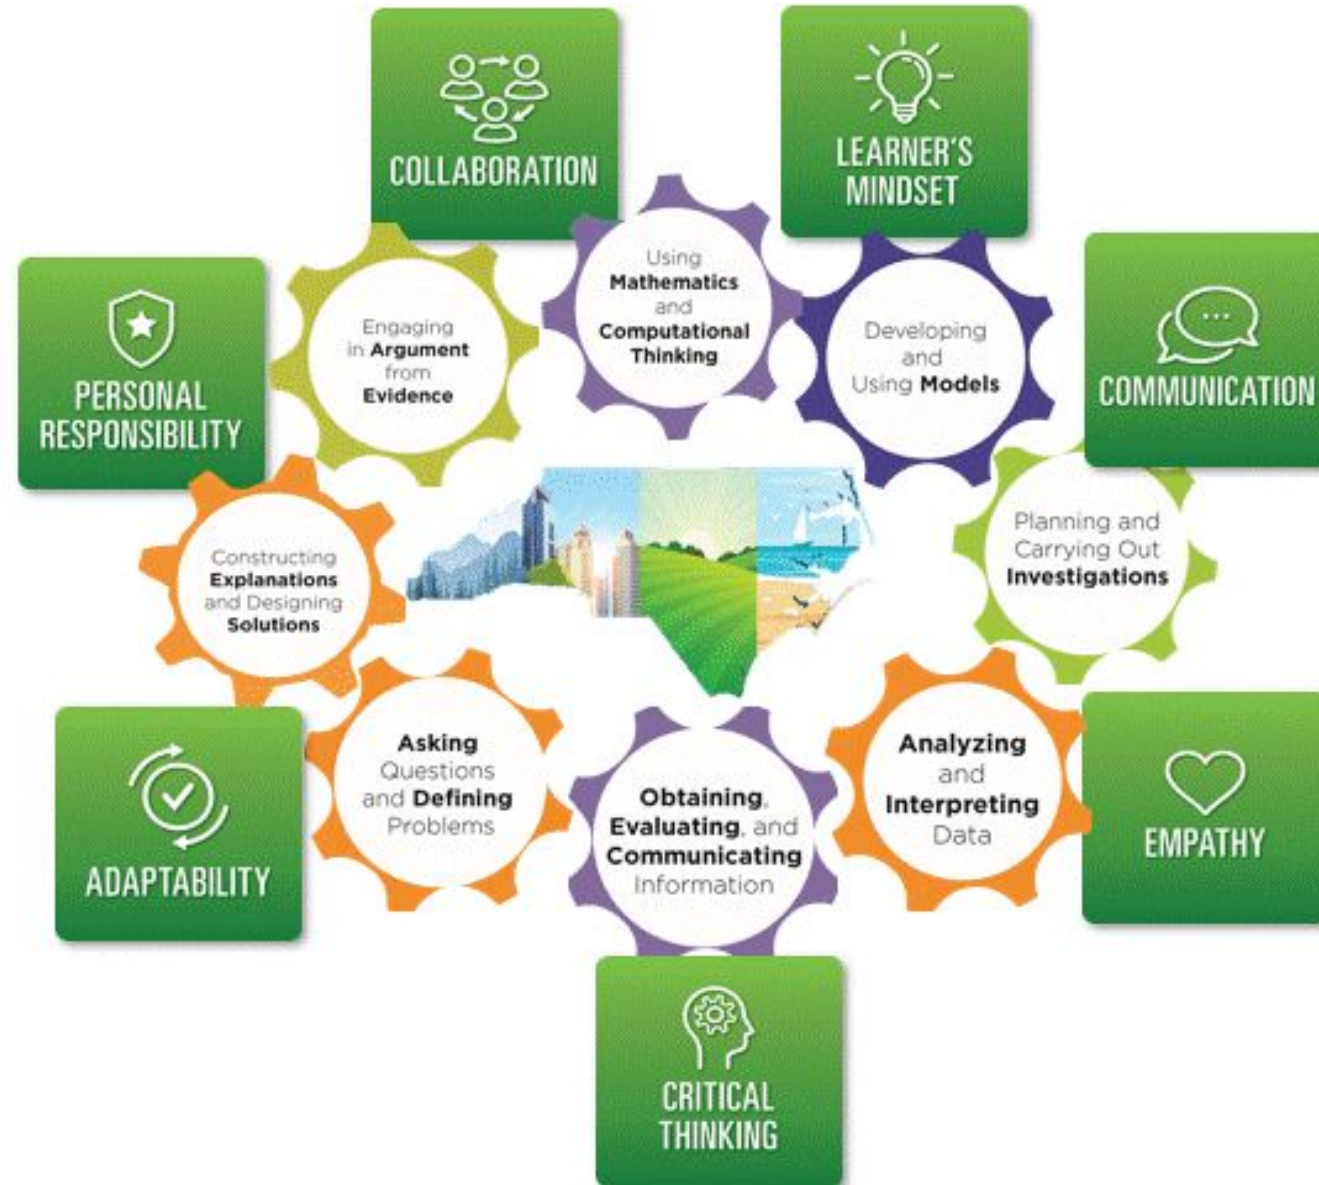 COLLABORATION
LEARNER'S
MINDSET
PERSONAL
RESPONSIBILITY
Engaging
in Argument
from
Evidence
Using
Mathematics
and
Computational
Thinking
Developing
and
Using Models
COMMUNICATION
Constructing
Explanations
and Designing
Solutions
Planning and
Carrying Out
Investigations
ADAPTABILITY
Asking
Questions
and Defining
Problems
Obtaining,
Evaluating, and
Communicating
Information
Analyzing
and
Interpreting
Data
EMPATHY
CRITICAL
THINKING